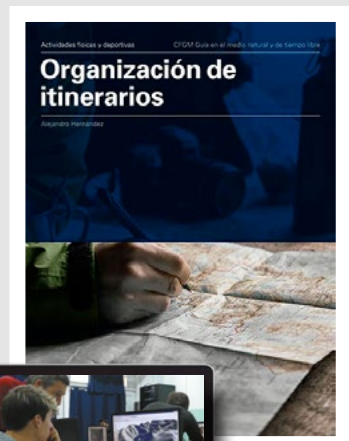 Actividades físicas y deportivas
CFGM Guía en el medio natural y de tiempo libre
Organización de
itinerarios
Alejandro Hernández